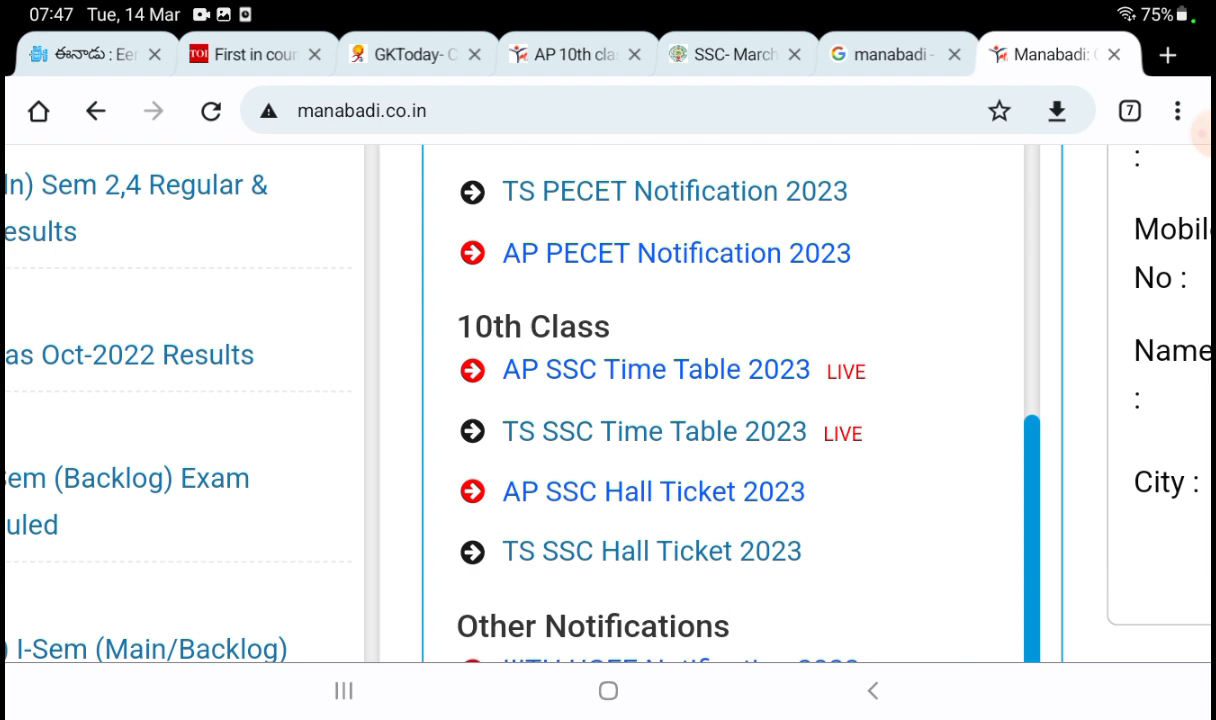 07:47 Tue, 14 Mar 75%
ఈనాడు : Eer
TOI First in cour
GKToday- C
AP 10th cla
SSC- March
G manabadi -
Manabadi:
manabadi.co.in
7
In) Sem 2,4 Regular &
esults
as Oct-2022 Results
Sem (Backlog) Exam
uled
) I-Sem (Main/Backlog)
TS PECET Notification 2023
AP PECET Notification 2023
10th Class
AP SSC Time Table 2023 LIVE
TS SSC Time Table 2023 LIVE
AP SSC Hall Ticket 2023
TS SSC Hall Ticket 2023
Other Notifications
:
Mobil
No :
Name
:
City :